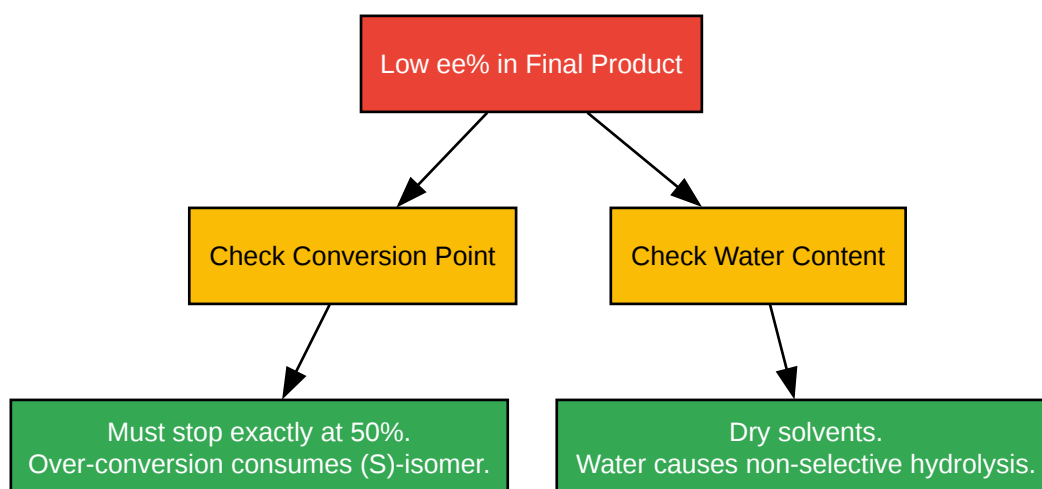 Low ee% in Final Product
Check Conversion Point
Check Water Content
Must stop exactly at 50%.
Over-conversion consumes (S)-isomer.
Dry solvents.
Water causes non-selective hydrolysis.